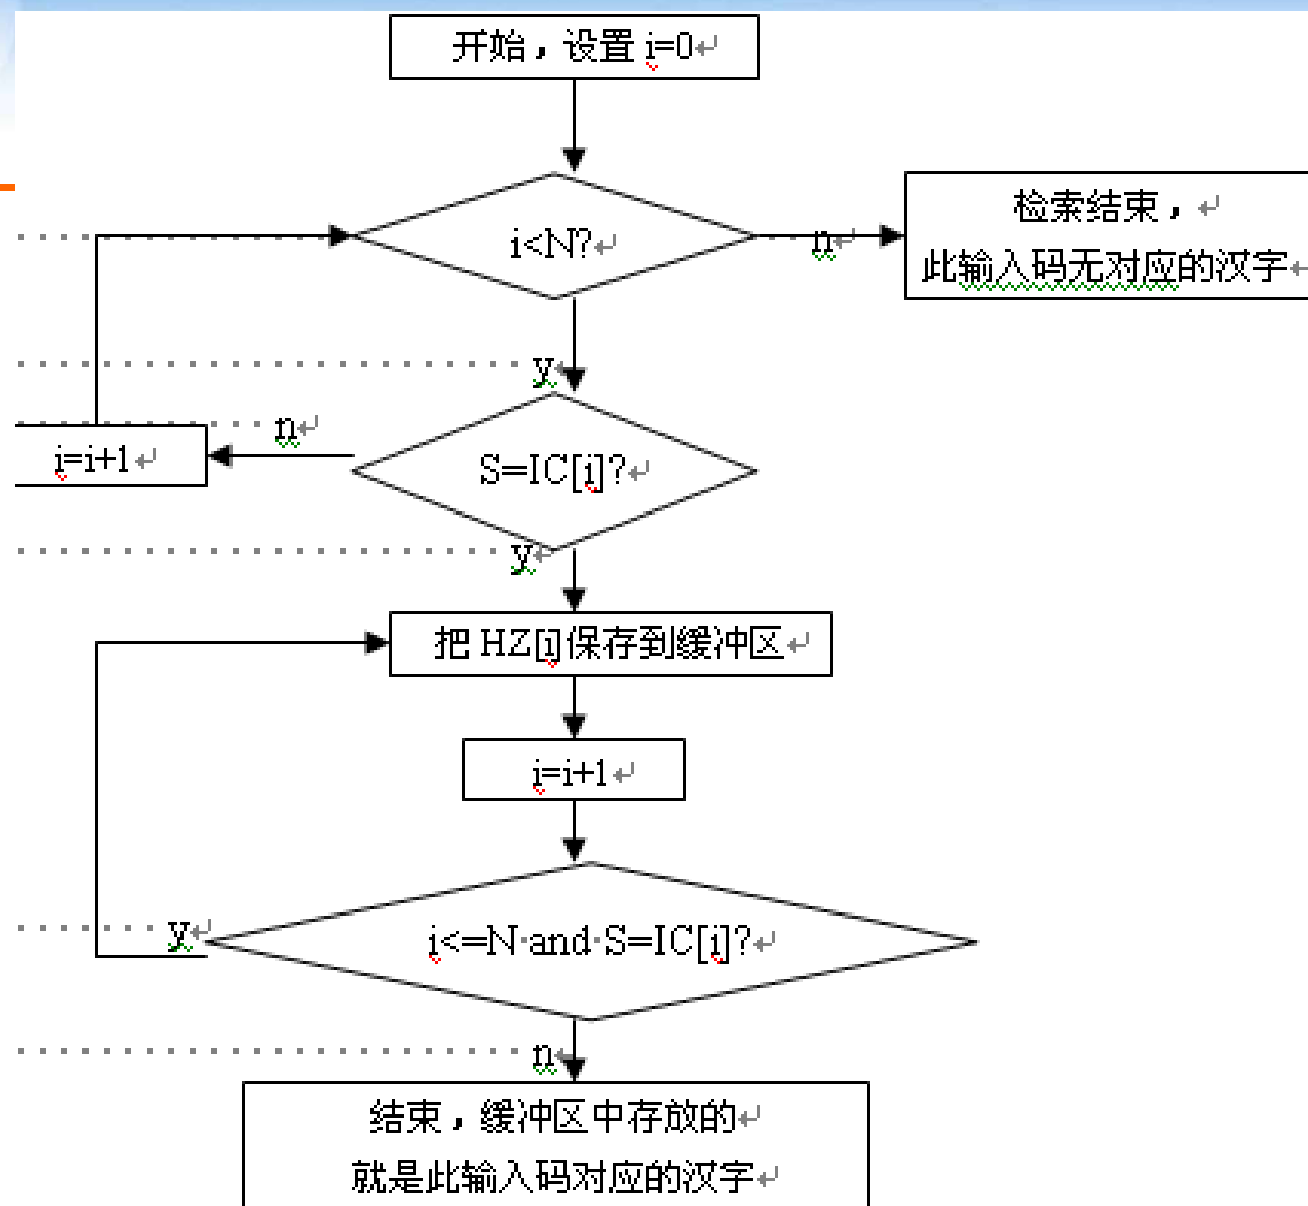 开始，设置 i=0
i<N?
n
检索结束，
此输入码无对应的汉字
y
n
i=i+1
S=IC[i]?
y
把 HZ[i]保存到缓冲区
i=i+1
y
i<=N and S=IC[i]?
n
结束，缓冲区中存放的
就是此输入码对应的汉字